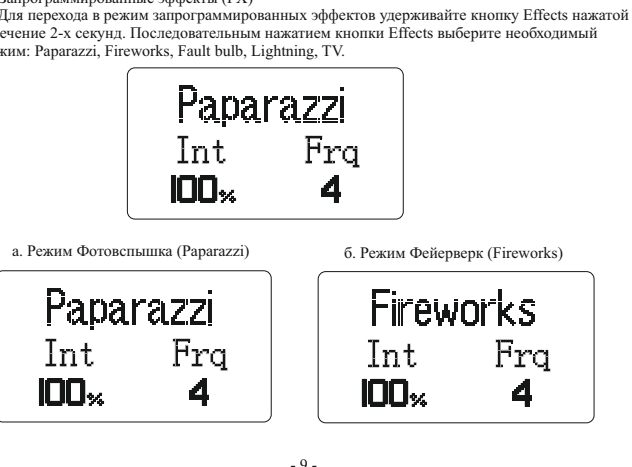 Запрограммированные эффекты (FX)
Для перехода в режим запрограммированных эффектов удерживайте кнопку Effects нажатой
ечение 2-х секунд. Последовательным нажатием кнопки Effects выберите необходимый
жим: Paparazzi, Fireworks, Fault bulb, Lightning, TV.
Paparazzi
Int Frq
100% 4
а. Режим Фотовспышка (Paparazzi) б. Режим Фейерверк (Fireworks)
Paparazzi
Int Frq
100% 4
Fireworks
Int Frq
100% 4
- 9 -